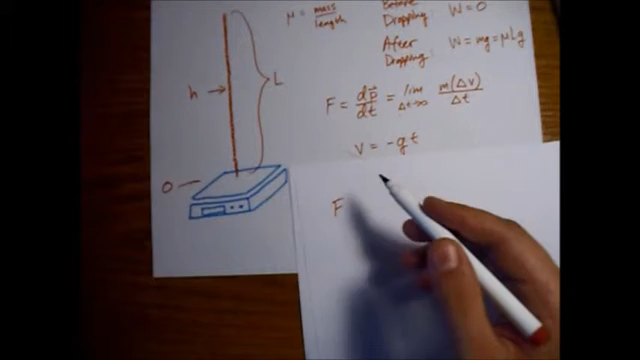 μ = mass/length
Before Dropping: W = 0
After Dropping: W = mg = μLg
h → L
F = dp⃗/dt = lim Δt→0 m(Δv)/Δt
v = -gt
0 —
F